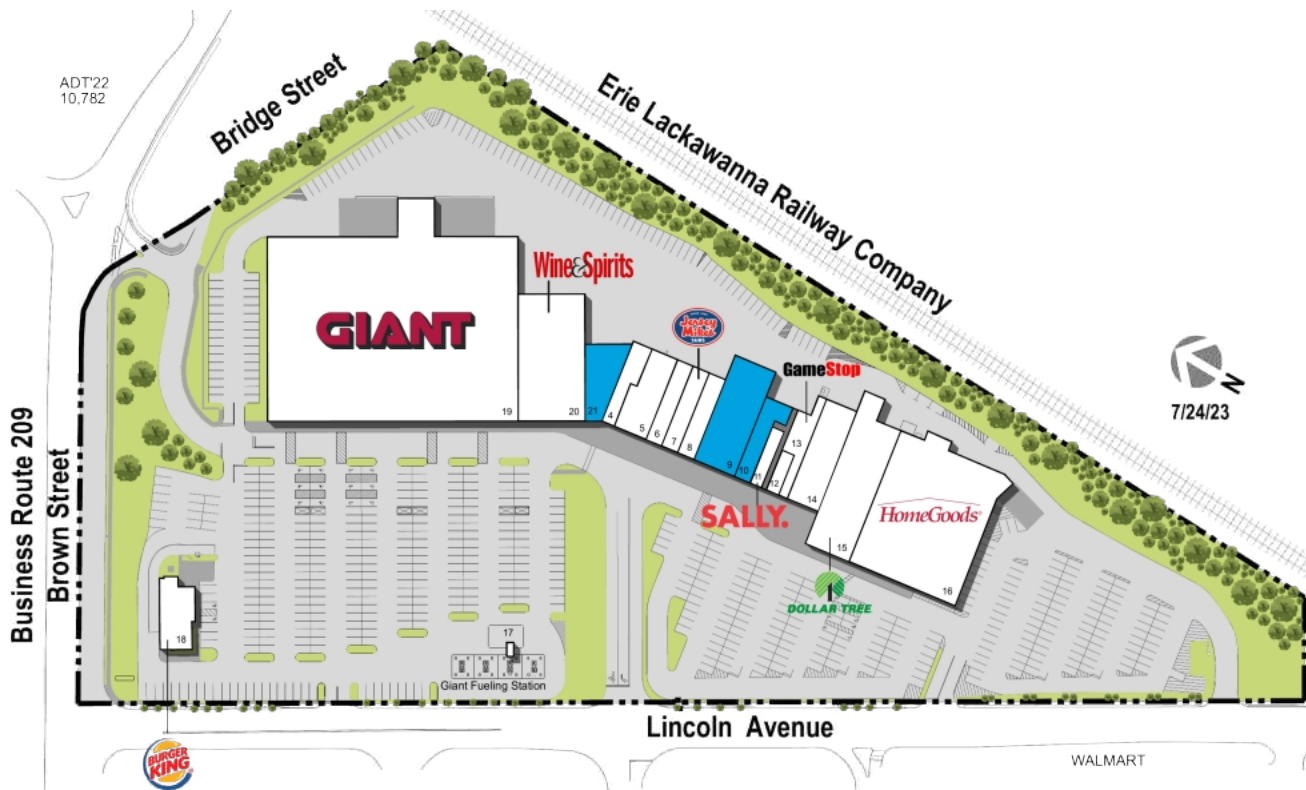 ADT'22
10,782
Bridge Street
Erie Lackawanna Railway Company
Wine&Spirits
GIANT
Jersey
Mike's
SUBS
GameStop
N
7/24/23
19
20
21
4
5
6
7
8
9
10
11
12
13
14
15
16
SALLY.
HomeGoods
DOLLAR TREE
Business Route 209
Brown Street
18
17
Giant Fueling Station
Lincoln Avenue
BURGER
KING
WALMART